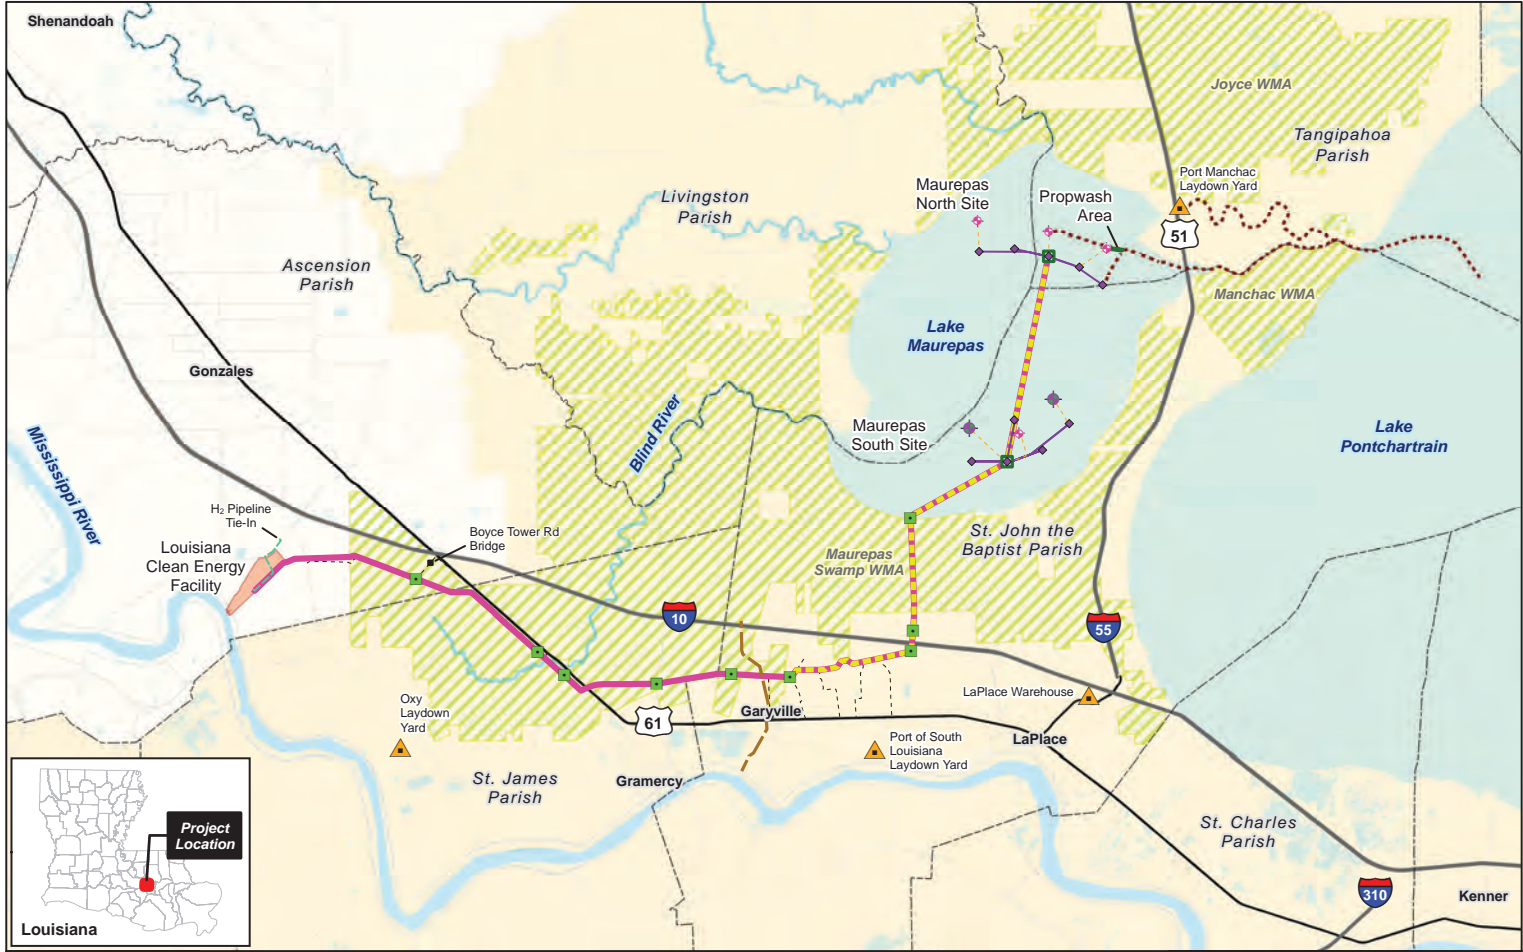 Shenandoah
Joyce WMA
Tangipahoa
Parish
Port Manchac
Laydown Yard
Maurepas
North Site
Propwash
Area
Livingston
Parish
51
Ascension
Parish
Manchac WMA
Lake
Maurepas
Gonzales
Mississippi River
Blind River
Maurepas
South Site
Lake
Pontchartrain
H₂ Pipeline
Tie-In
Louisiana
Clean Energy
Facility
Boyce Tower Rd
Bridge
Maurepas
Swamp WMA
St. John the
Baptist Parish
10
55
Oxy
Laydown
Yard
61
Garyville
LaPlace Warehouse
LaPlace
Port of South
Louisiana
Laydown Yard
St. James
Parish
Gramercy
St. Charles
Parish
310
Kenner
Project
Location
Louisiana